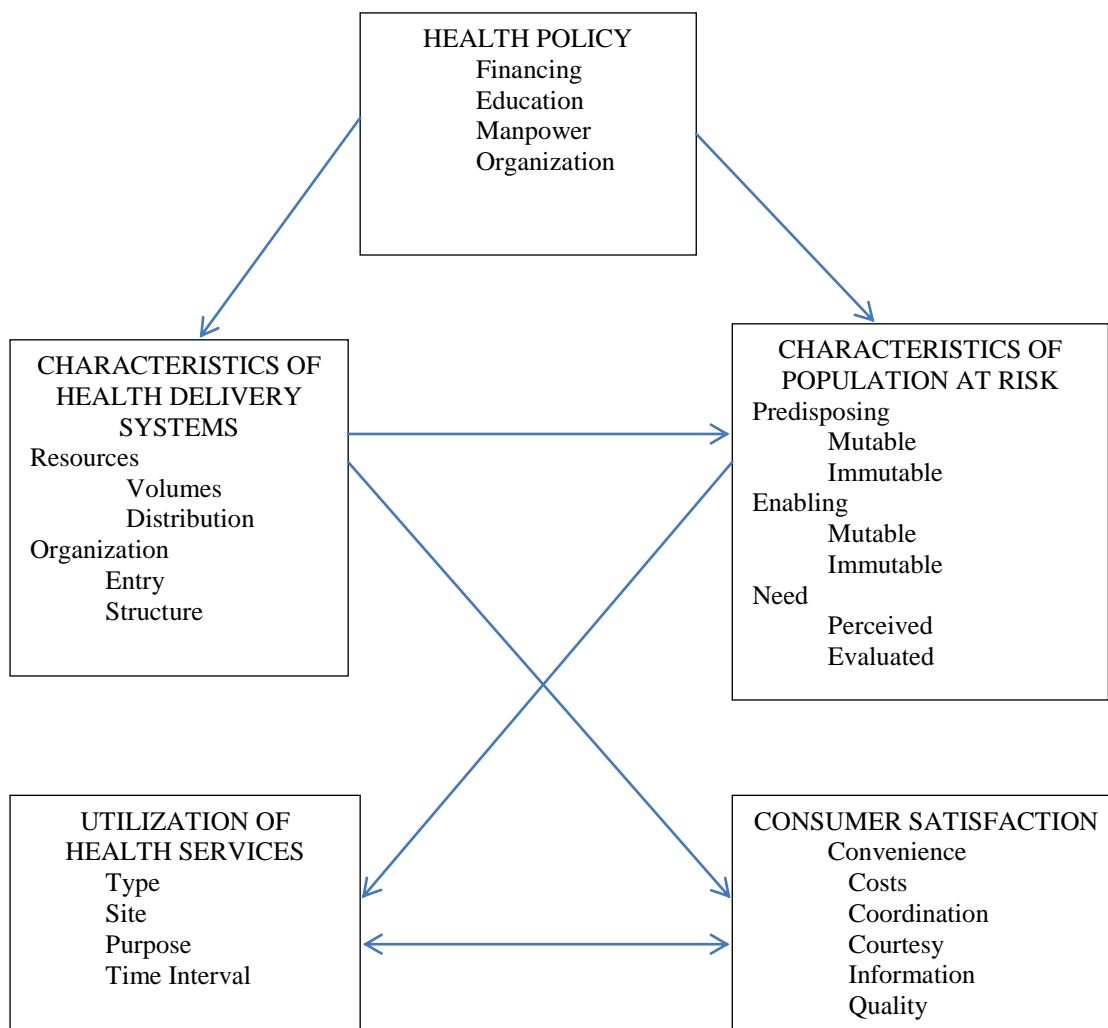 HEALTH POLICY
Financing
Education
Manpower
Organization
CHARACTERISTICS OF
HEALTH DELIVERY
SYSTEMS
Resources
Volumes
Distribution
Organization
Entry
Structure
CHARACTERISTICS OF
POPULATION AT RISK
Predisposing
Mutable
Immutable
Enabling
Mutable
Immutable
Need
Perceived
Evaluated
UTILIZATION OF
HEALTH SERVICES
Type
Site
Purpose
Time Interval
CONSUMER SATISFACTION
Convenience
Costs
Coordination
Courtesy
Information
Quality